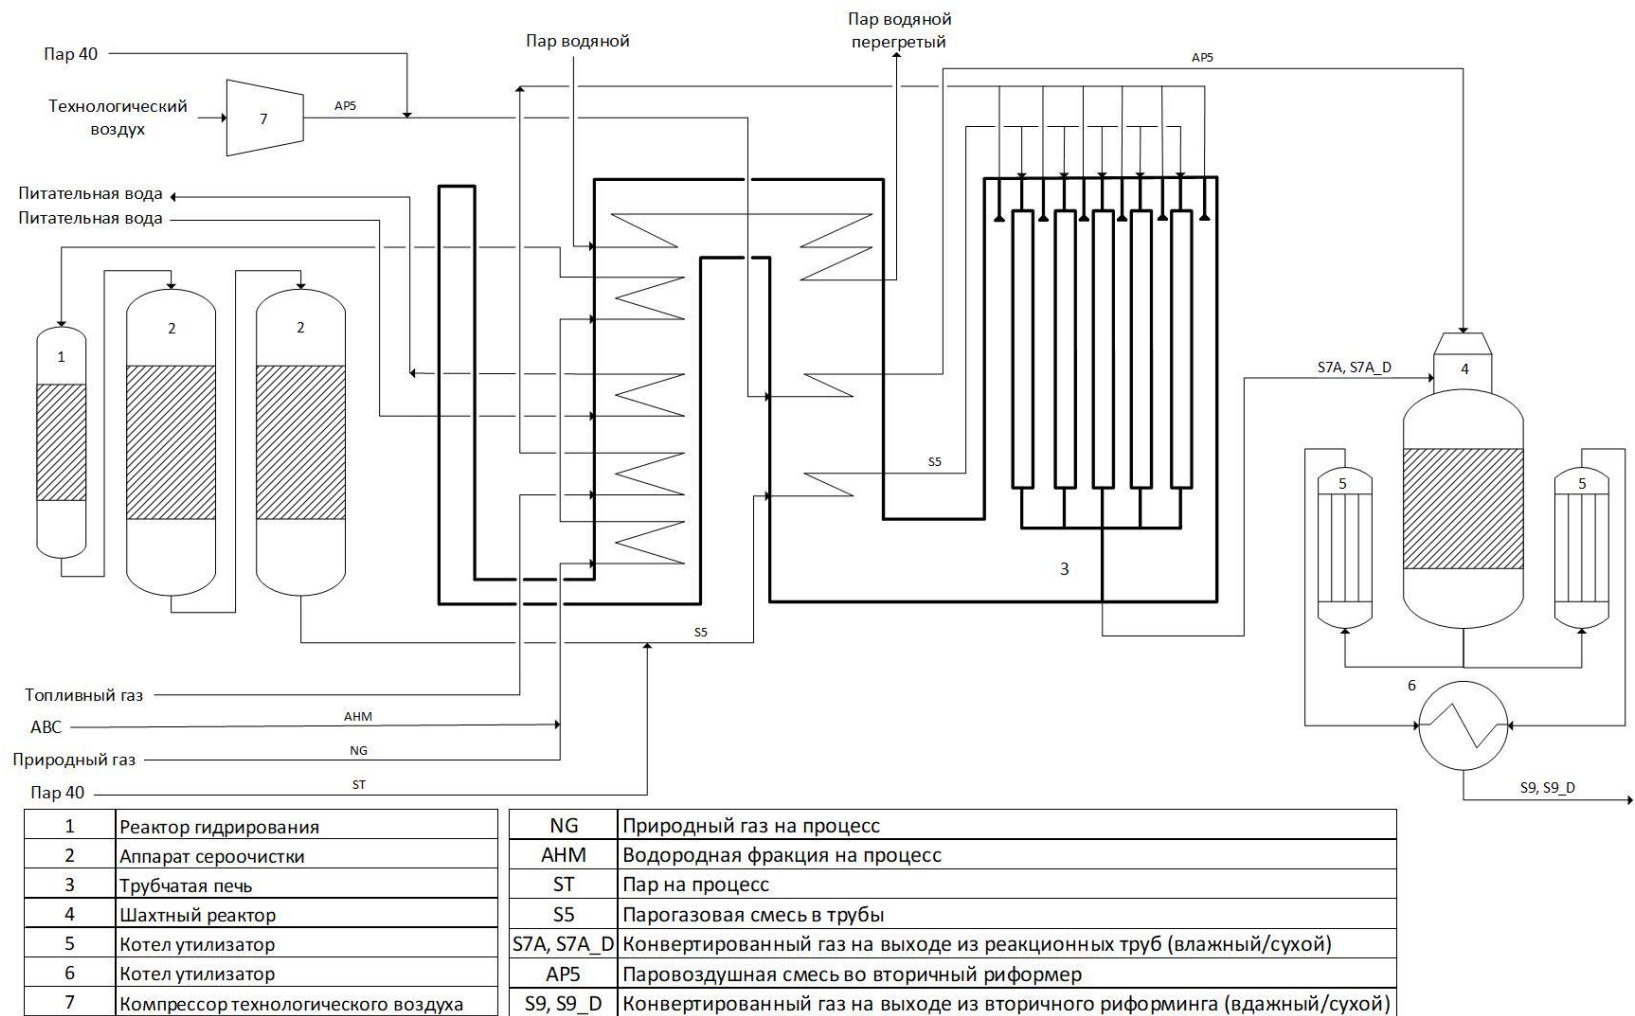 Пар водяной
перегретый
Пар водяной
Пар 40
AP5
Технологический
воздух
7
AP5
Питательная вода
Питательная вода
1
2
2
4
S7A, S7A_D
S5
5
5
3
S5
6
Топливный газ
АВС
AHM
Природный газ
NG
Пар 40
ST
S9, S9_D
1 Реактор гидрирования
2 Аппарат сероочистки
3 Трубчатая печь
4 Шахтный реактор
5 Котел утилизатор
6 Котел утилизатор
7 Компрессор технологического воздуха
NG Природный газ на процесс
AHM Водородная фракция на процесс
ST Пар на процесс
S5 Парогазовая смесь в трубы
S7A, S7A_D Конвертированный газ на выходе из реакционных труб (влажный/сухой)
AP5 Паровоздушная смесь во вторичный риформер
S9, S9_D Конвертированный газ на выходе из вторичного риформинга (вдажный/сухой)